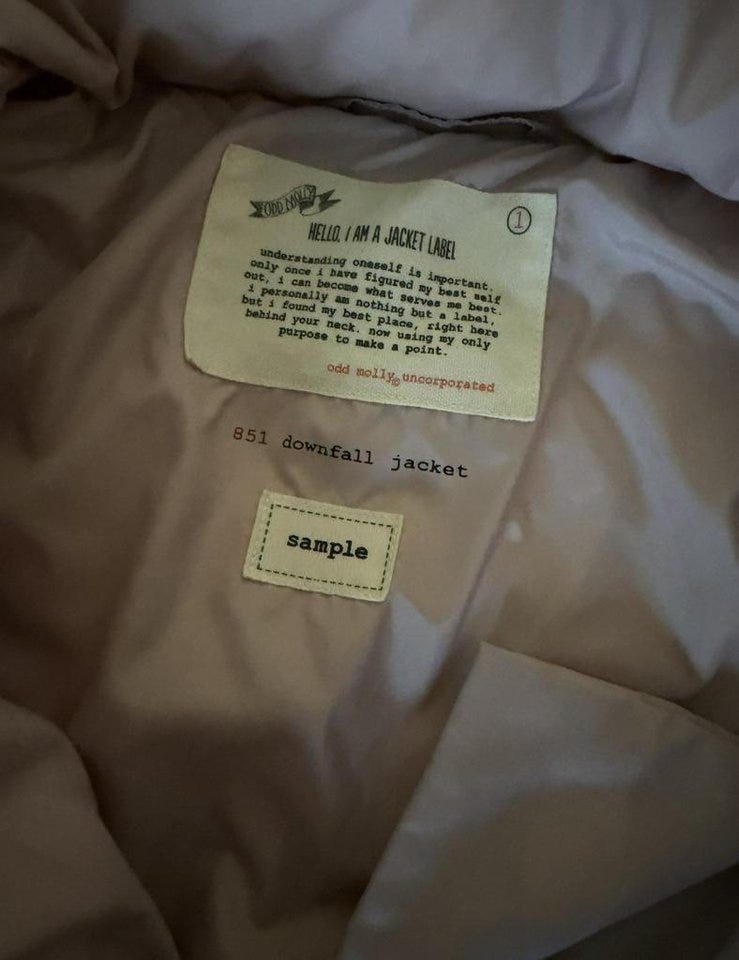 ODD MOLLY
1
HELLO, I AM A JACKET LABEL
understanding oneself is important.
only once i have figured my best self
out, i can become what serves me best.
i personally am nothing but a label,
but i found my best place, right here
behind your neck. now using my only
purpose to make a point.
odd molly© uncorporated
851 downfall jacket
sample